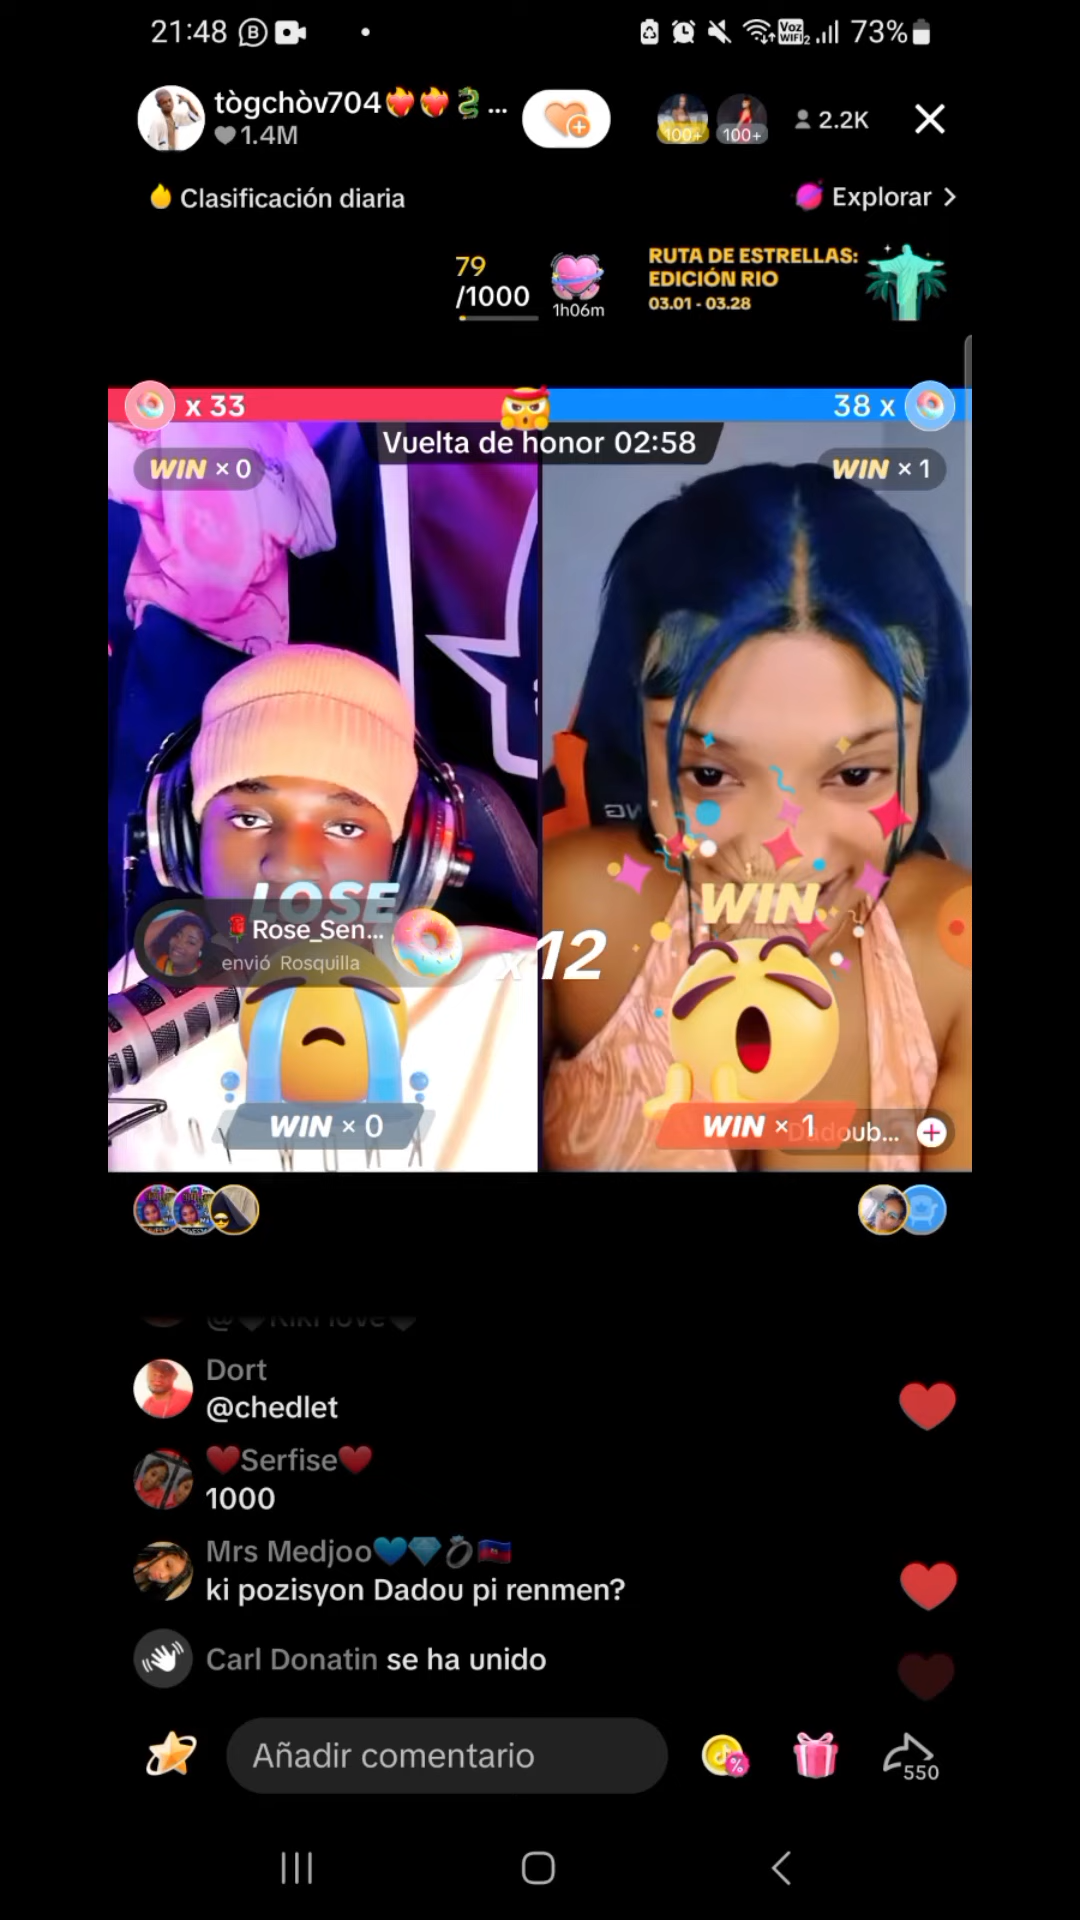 21:48
Voz
WiFi 2
73%
tògchòv704❤️‍🔥❤️‍🔥🐉...
1.4M
100+
100+
2.2K
Clasificación diaria
Explorar
79
/1000
1h06m
RUTA DE ESTRELLAS:
EDICIÓN RIO
03.01 - 03.28
x 33
38 x
Vuelta de honor 02:58
WIN × 0
WIN × 1
LOSE
WIN
🌹Rose_Sen...
envió Rosquilla
x12
WIN × 0
WIN × 1
Dort
@chedlet
❤️Serfise❤️
1000
Mrs Medjoo💙💎💍🇭🇹
ki pozisyon Dadou pi renmen?
Carl Donatin se ha unido
Añadir comentario
550